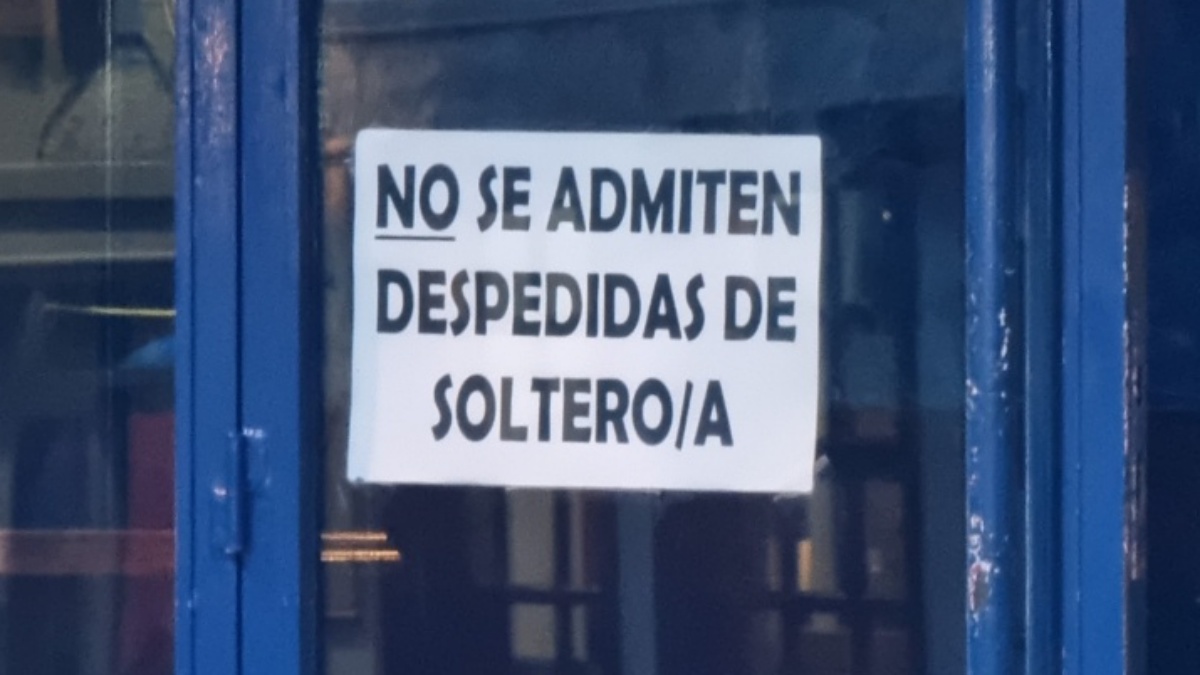 NO SE ADMITEN
DESPEDIDAS DE
SOLTERO/A